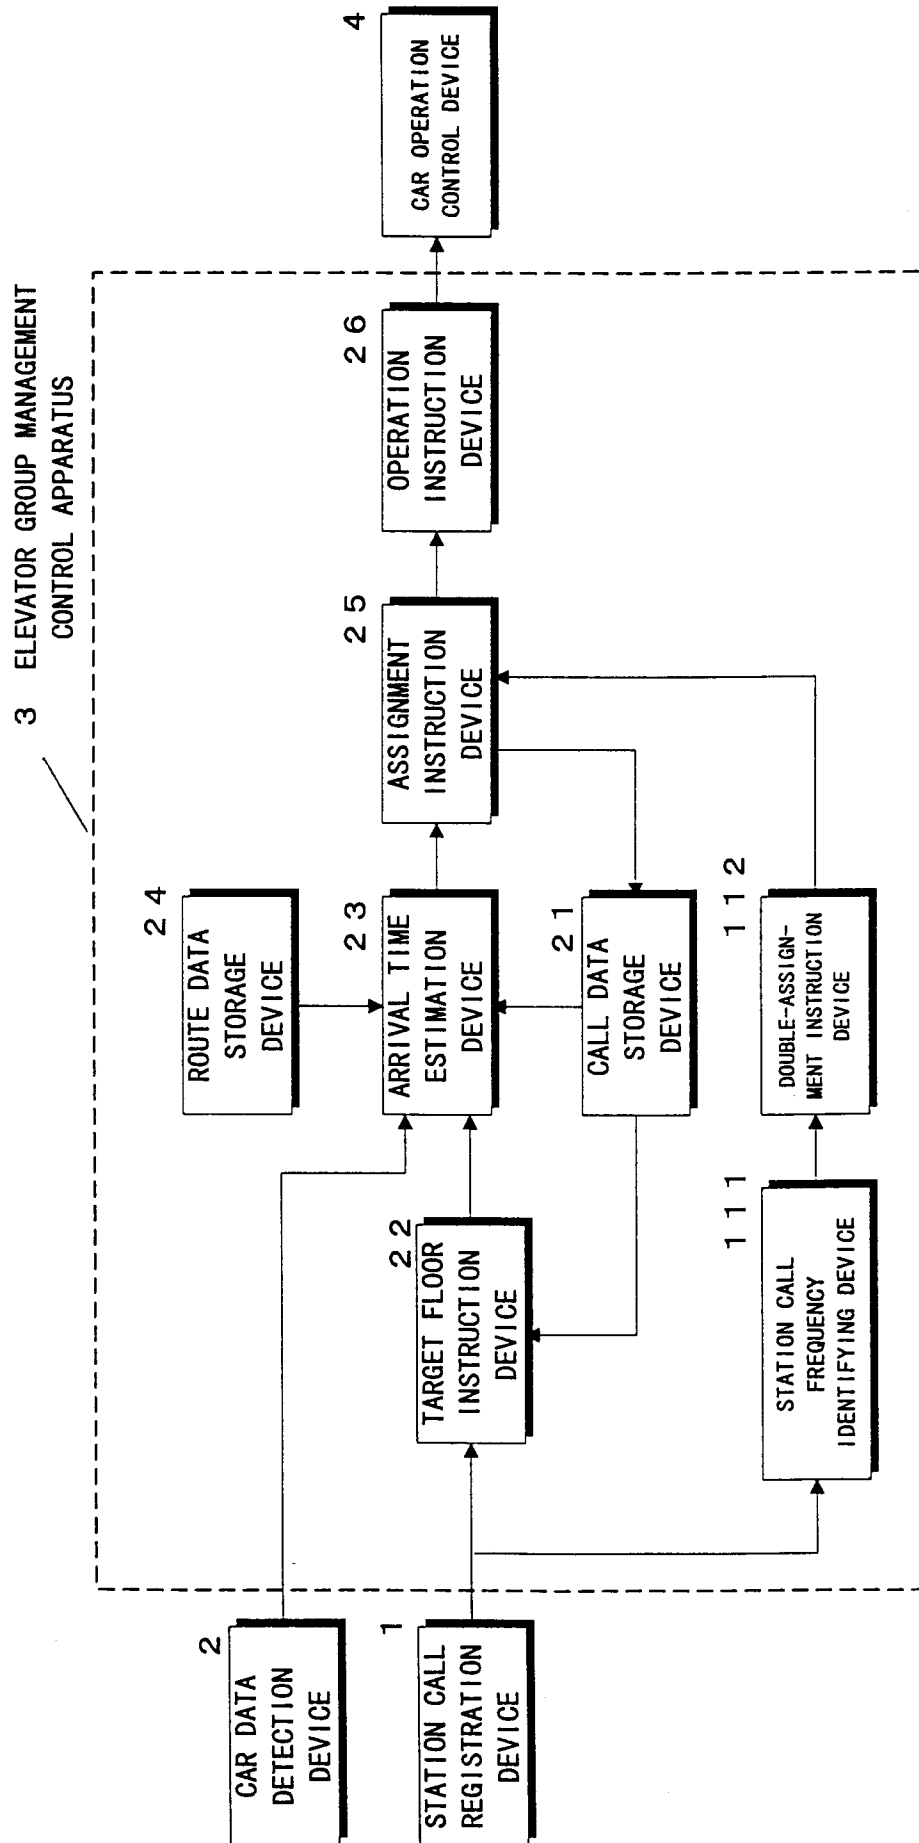 3 ELEVATOR GROUP MANAGEMENT
CONTROL APPARATUS
2
CAR DATA
DETECTION
DEVICE
1
STATION CALL
REGISTRATION
DEVICE
24
ROUTE DATA
STORAGE
DEVICE
22
TARGET FLOOR
INSTRUCTION
DEVICE
23
ARRIVAL TIME
ESTIMATION
DEVICE
25
ASSIGNMENT
INSTRUCTION
DEVICE
26
OPERATION
INSTRUCTION
DEVICE
4
CAR OPERATION
CONTROL DEVICE
21
CALL DATA
STORAGE
DEVICE
111
STATION CALL
FREQUENCY
IDENTIFYING DEVICE
112
DOUBLE-ASSIGN-
MENT INSTRUCTION
DEVICE